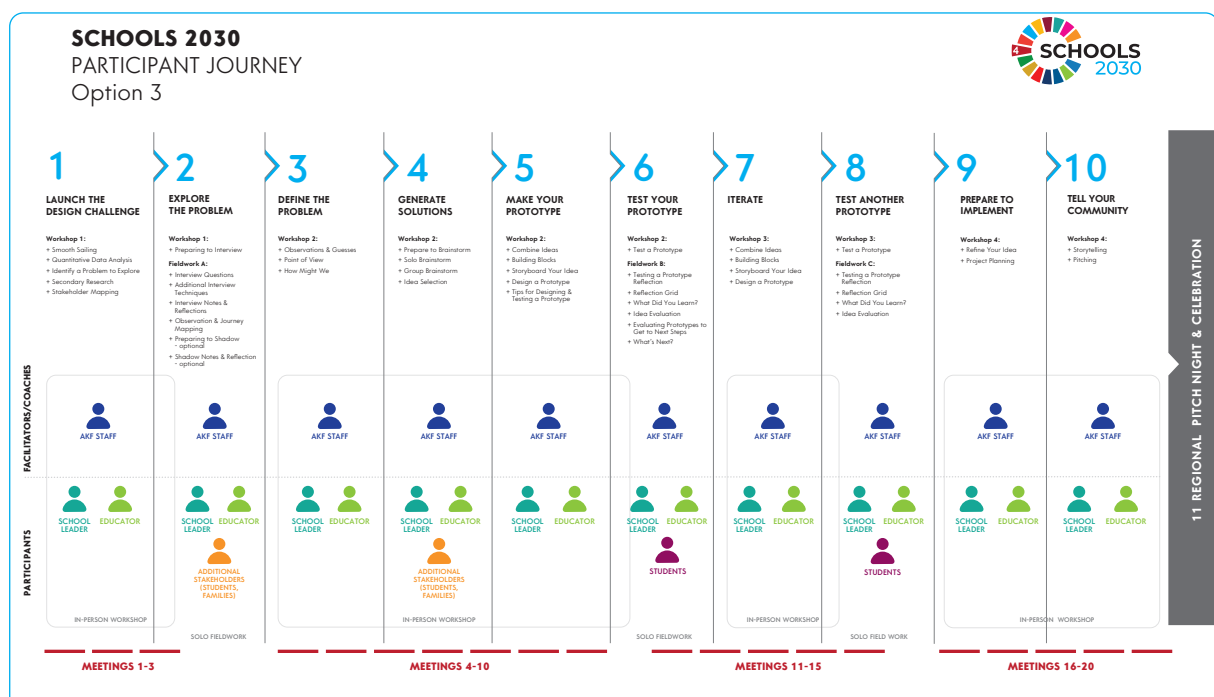 SCHOOLS 2030
PARTICIPANT JOURNEY
Option 3
4
SCHOOLS
2030
1
LAUNCH THE
DESIGN CHALLENGE
Workshop 1:
+ Smooth Sailing
+ Quantitative Data Analysis
+ Identify a Problem to Explore
+ Secondary Research
+ Stakeholder Mapping
2
EXPLORE
THE PROBLEM
Workshop 1:
+ Preparing to Interview
Fieldwork A:
+ Interview Questions
+ Additional Interview
Techniques
+ Interview Notes &
Reflections
+ Observation & Journey
Mapping
+ Preparing to Shadow
- optional
+ Shadow Notes & Reflection
- optional
3
DEFINE THE
PROBLEM
Workshop 2:
+ Observations & Guesses
+ Point of View
+ How Might We
4
GENERATE
SOLUTIONS
Workshop 2:
+ Prepare to Brainstorm
+ Solo Brainstorm
+ Group Brainstorm
+ Idea Selection
5
MAKE YOUR
PROTOTYPE
Workshop 2:
+ Combine Ideas
+ Building Blocks
+ Storyboard Your Idea
+ Design a Prototype
+ Tips for Designing &
Testing a Prototype
6
TEST YOUR
PROTOTYPE
Workshop 2:
+ Test a Prototype
Fieldwork B:
+ Testing a Prototype
Reflection
+ Reflection Grid
+ What Did You Learn?
+ Idea Evaluation
+ Evaluating Prototypes to
Get to Next Steps
+ What's Next?
7
ITERATE
Workshop 3:
+ Combine Ideas
+ Building Blocks
+ Storyboard Your Idea
+ Design a Prototype
8
TEST ANOTHER
PROTOTYPE
Workshop 3:
+ Test a Prototype
Fieldwork C:
+ Testing a Prototype
Reflection
+ Reflection Grid
+ What Did You Learn?
+ Idea Evaluation
9
PREPARE TO
IMPLEMENT
Workshop 4:
+ Refine Your Idea
+ Project Planning
10
TELL YOUR
COMMUNITY
Workshop 4:
+ Storytelling
+ Pitching
11 REGIONAL PITCH NIGHT & CELEBRATION
FACILITATORS/COACHES
AKF STAFF
AKF STAFF
AKF STAFF
AKF STAFF
AKF STAFF
AKF STAFF
AKF STAFF
AKF STAFF
AKF STAFF
AKF STAFF
PARTICIPANTS
SCHOOL
LEADER
EDUCATOR
SCHOOL
LEADER
EDUCATOR
ADDITIONAL
STAKEHOLDERS
(STUDENTS,
FAMILIES)
SCHOOL
LEADER
EDUCATOR
SCHOOL
LEADER
EDUCATOR
ADDITIONAL
STAKEHOLDERS
(STUDENTS,
FAMILIES)
SCHOOL
LEADER
EDUCATOR
SCHOOL
LEADER
EDUCATOR
STUDENTS
SCHOOL
LEADER
EDUCATOR
SCHOOL
LEADER
EDUCATOR
STUDENTS
SCHOOL
LEADER
EDUCATOR
SCHOOL
LEADER
EDUCATOR
IN-PERSON WORKSHOP
SOLO FIELDWORK
IN-PERSON WORKSHOP
SOLO FIELDWORK
IN-PERSON WORKSHOP
SOLO FIELD WORK
IN-PERSON WORKSHOP
MEETINGS 1-3
MEETINGS 4-10
MEETINGS 11-15
MEETINGS 16-20